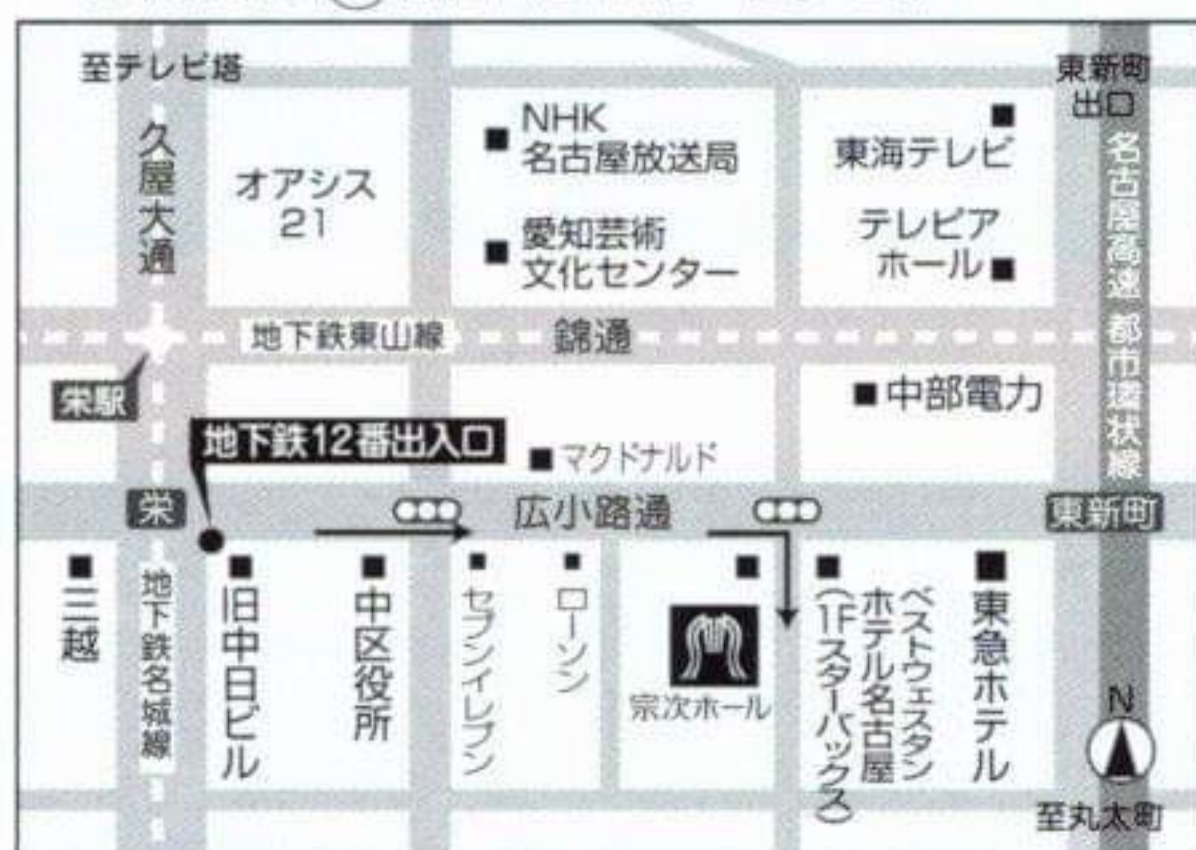 至テレビ塔
東新町
出口
久屋大通
オアシス
21
NHK
名古屋放送局
愛知芸術
文化センター
東海テレビ
テレピア
ホール
名古屋高速 都市環状線
地下鉄東山線
錦通
栄駅
中部電力
地下鉄12番出入口
マクドナルド
栄
広小路通
東新町
三越
地下鉄名城線
旧中日ビル
中区役所
セブンイレブン
ローソン
宗次ホール
ベストウェスタン
ホテル名古屋
(1Fスターバックス)
東急ホテル
N
至丸太町